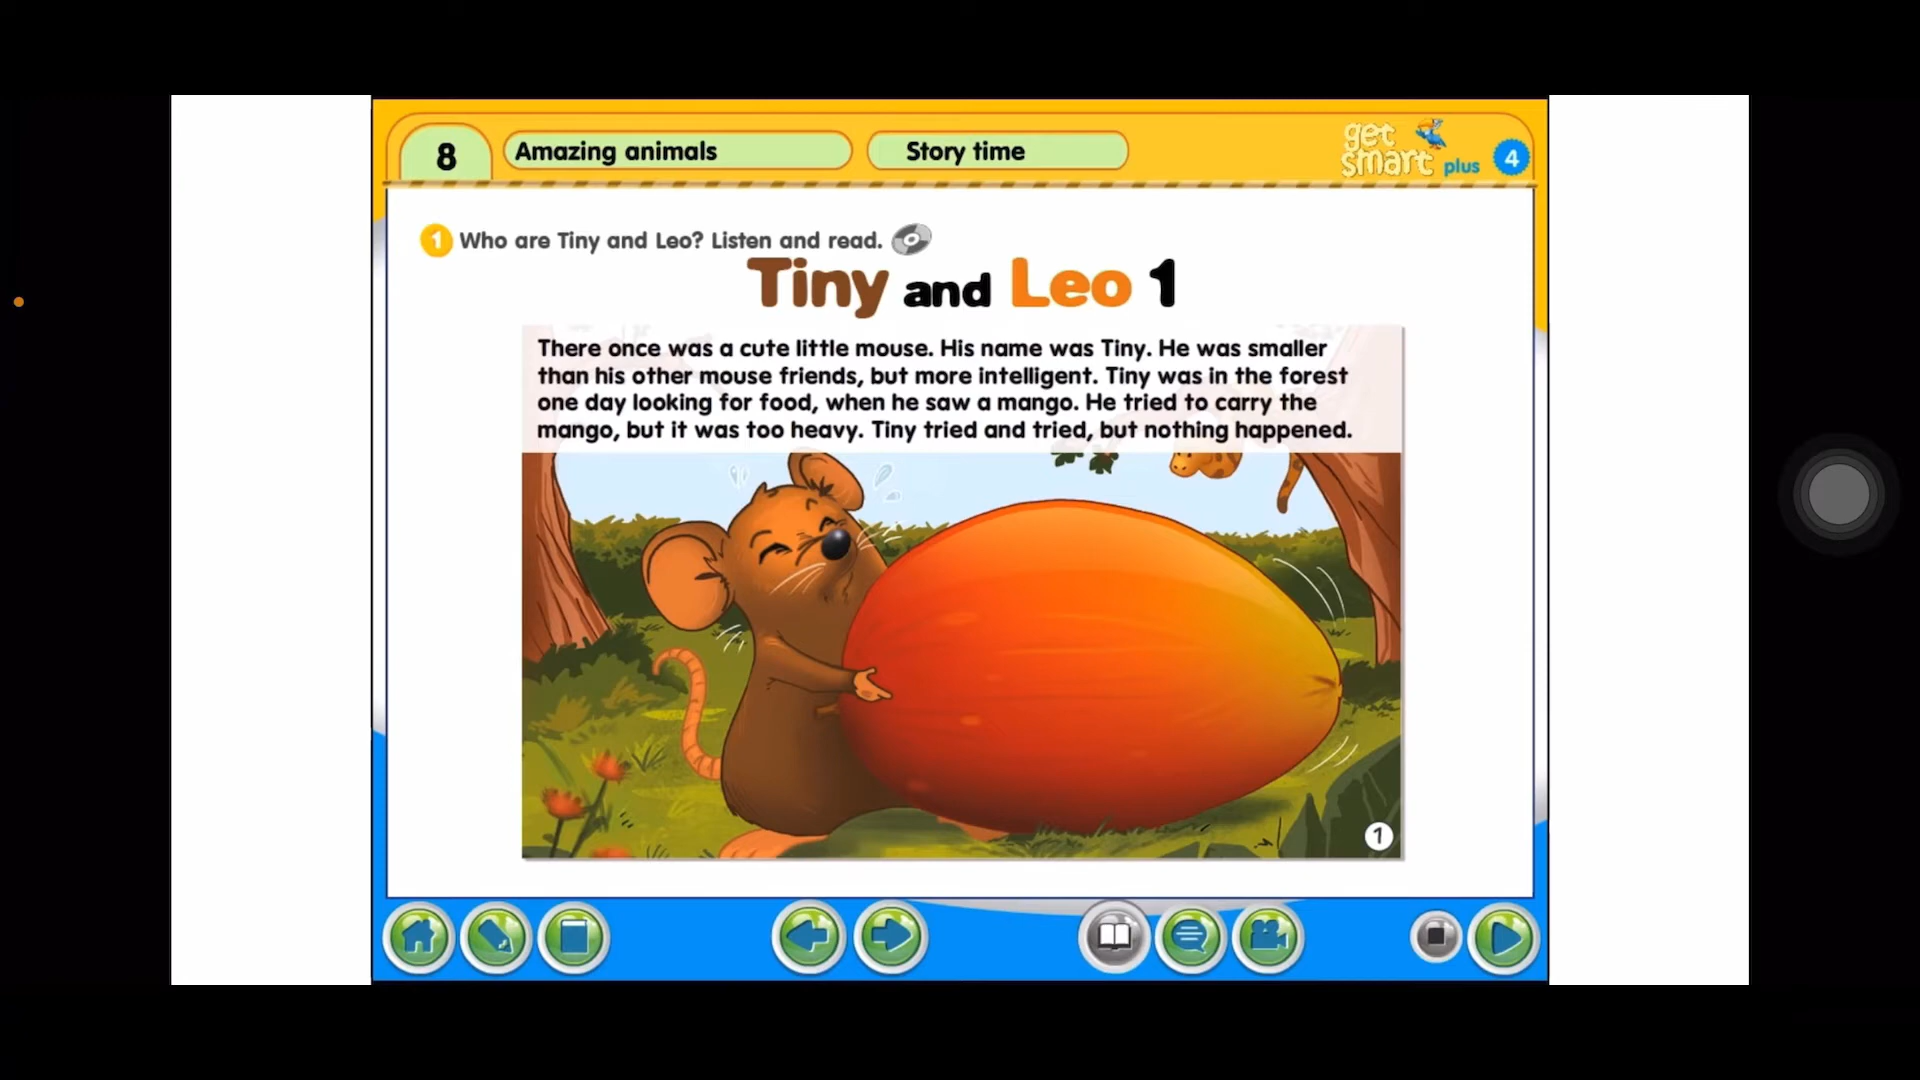 8
Amazing animals
Story time
get
smart plus 4
1 Who are Tiny and Leo? Listen and read.
Tiny and Leo 1
There once was a cute little mouse. His name was Tiny. He was smaller
than his other mouse friends, but more intelligent. Tiny was in the forest
one day looking for food, when he saw a mango. He tried to carry the
mango, but it was too heavy. Tiny tried and tried, but nothing happened.
1